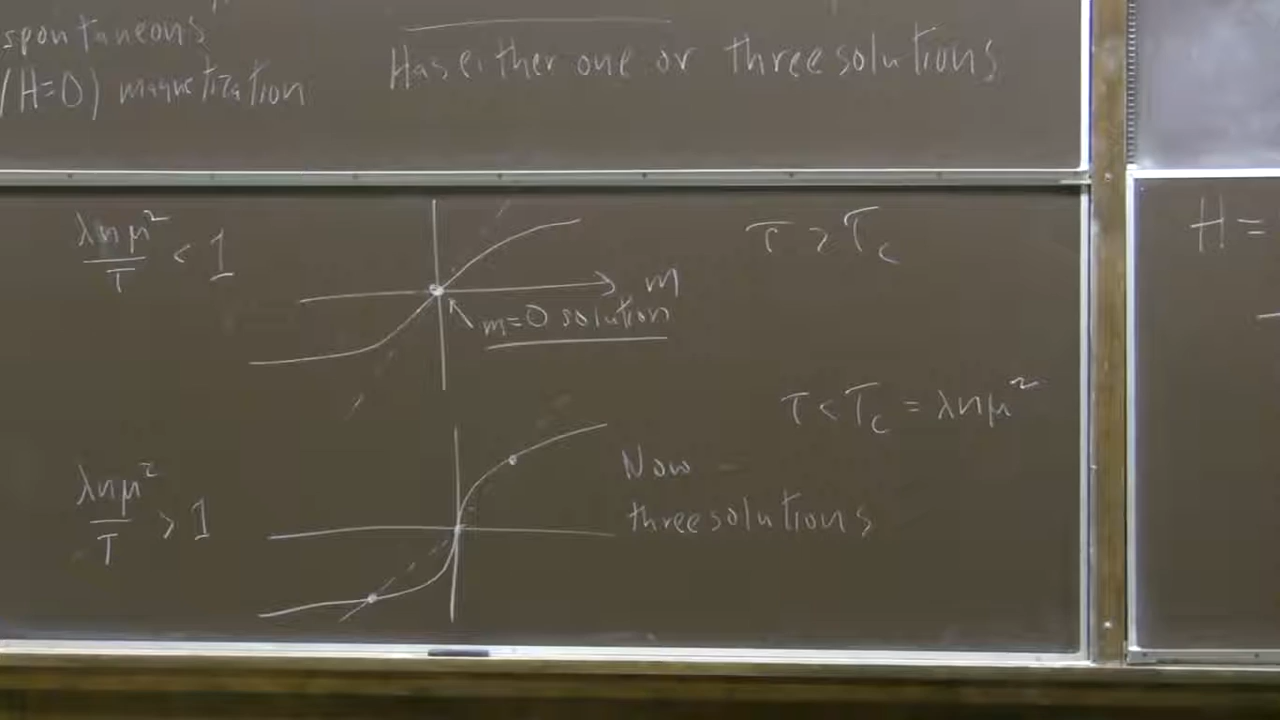 spontaneous
(H=0) magnetization
Has either one or three solutions
λnμ²/T < 1
m
m=0 solution
T > T_c
λnμ²/T > 1
T < T_c = λnμ²
Now
three solutions
H =